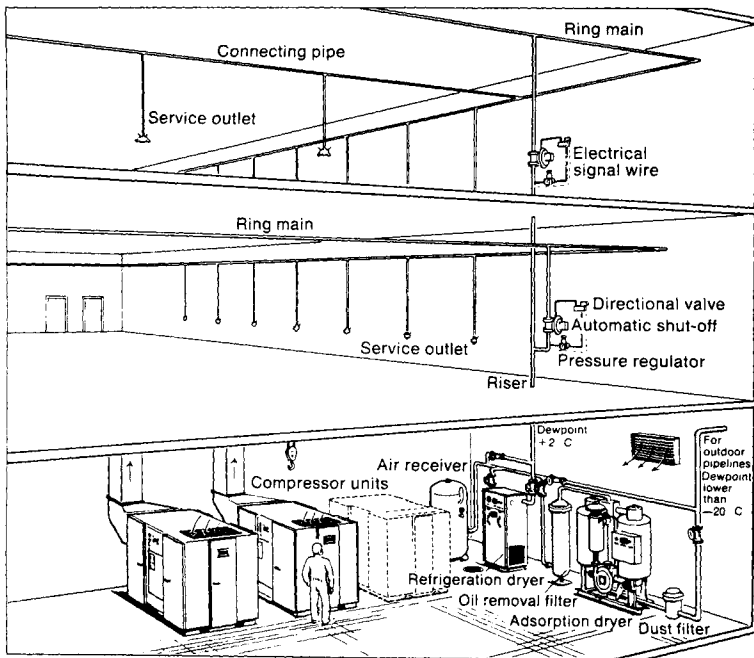 Ring main
Connecting pipe
Service outlet
Electrical
signal wire
Ring main
Directional valve
Automatic shut-off
Service outlet
Pressure regulator
Riser
Dewpoint
+2 C
For
outdoor
pipelines
Dewpoint
lower
than
-20 C
Air receiver
Compressor units
Refrigeration dryer
Oil removal filter
Adsorption dryer
Dust filter